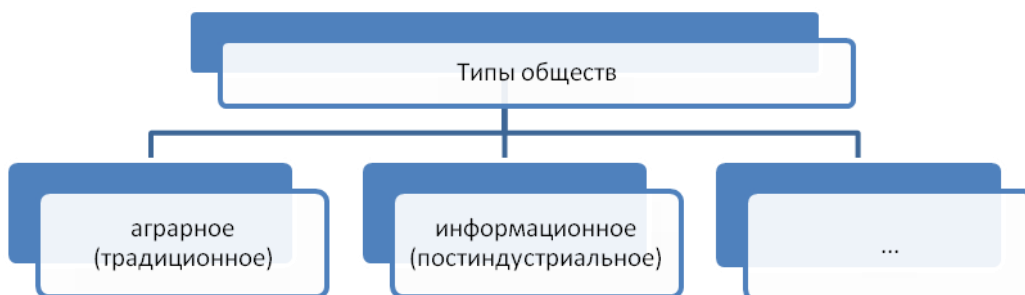 Типы обществ
аграрное
(традиционное)
информационное
(постиндустриальное)
...